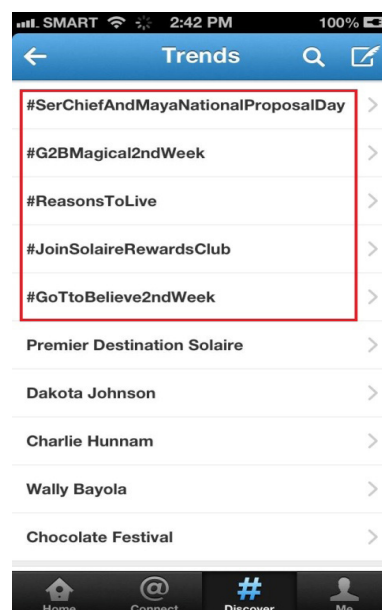 SMART 2:42 PM 100%
Trends
#SerChiefAndMayaNationalProposalDay
#G2BMagical2ndWeek
#ReasonsToLive
#JoinSolaireRewardsClub
#GoTtoBelieve2ndWeek
Premier Destination Solaire
Dakota Johnson
Charlie Hunnam
Wally Bayola
Chocolate Festival
Home Connect Discover Me